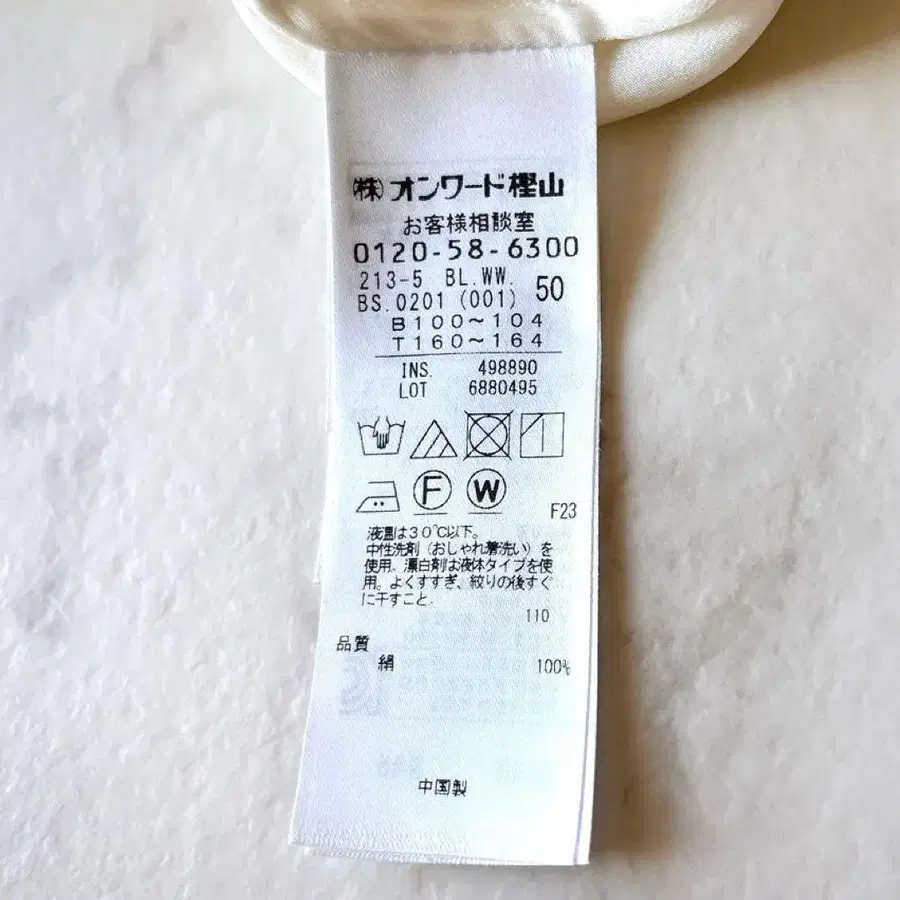 ㈱オンワード樫山
お客様相談室
0120-58-6300
213-5 BL.WW.
BS.0201 (001) 50
B100〜104
T160〜164
INS. 498890
LOT 6880495
F W
F23
液温は30℃以下。
中性洗剤(おしゃれ着洗い)を
使用、漂白剤は液体タイプを使
用。よくすすぎ、絞りの後すぐ
に干すこと.
110
品質
絹 100%
中国製